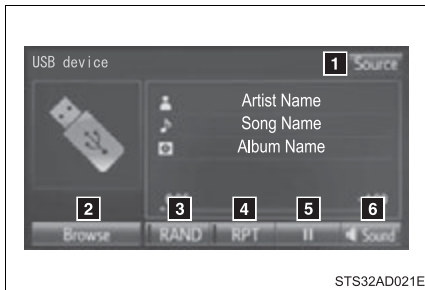 USB device
1 Source
Artist Name
Song Name
Album Name
2 3 4 5 6
Browse RAND RPT Sound
STS32AD021E